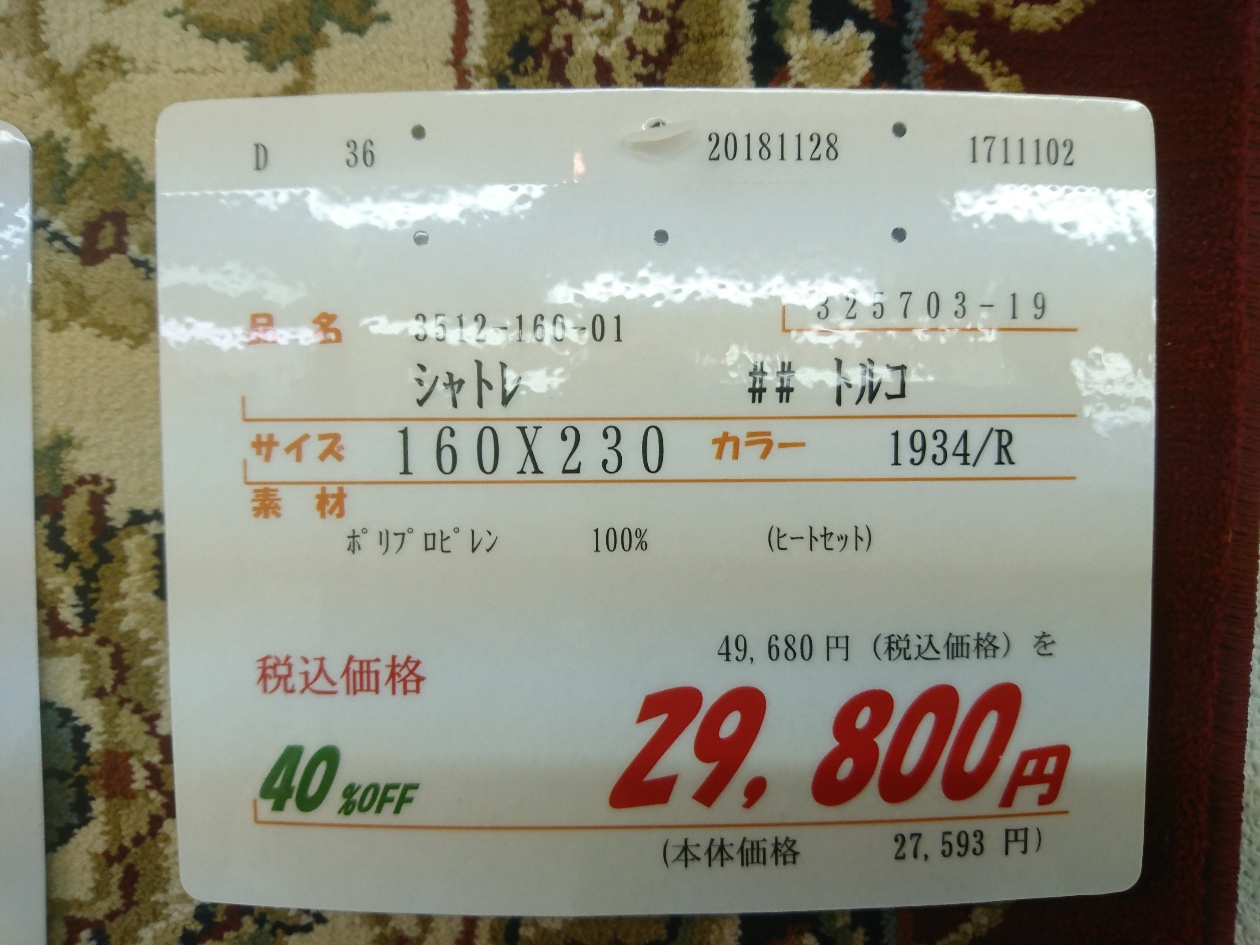 D 36 20181128 1711102
325703-19
品名 3512-160-01
シャトレ ## トルコ
サイズ 160X230 カラー 1934/R
素材
ﾎﾟﾘﾌﾟﾛﾋﾟﾚﾝ 100% (ﾋｰﾄｾｯﾄ)
49,680円（税込価格）を
税込価格
29,800円
40%OFF
(本体価格 27,593 円)